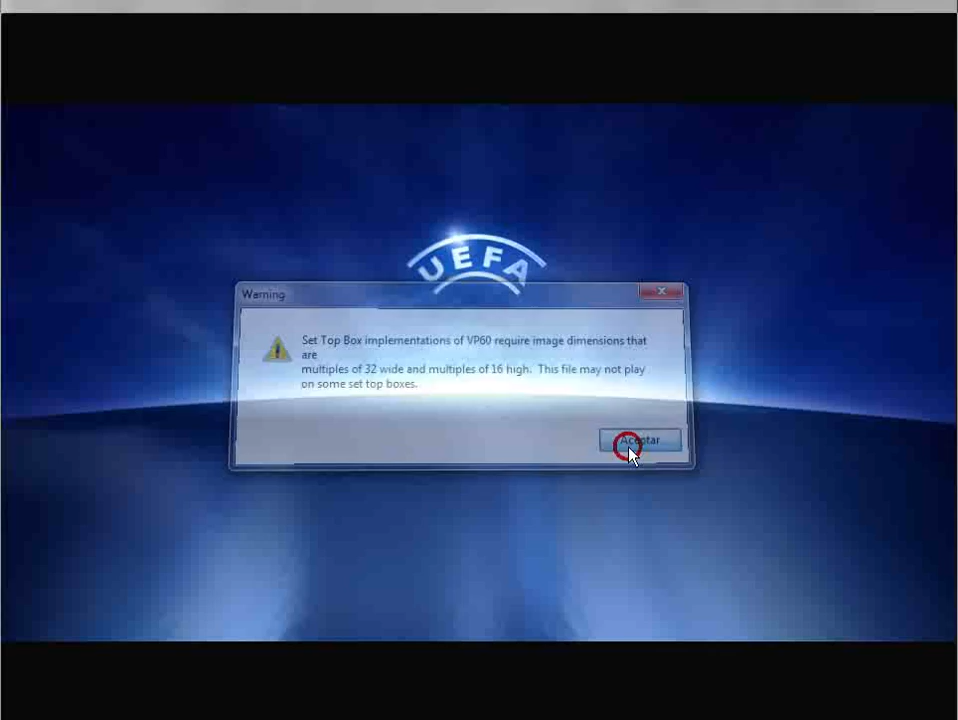 UEFA
Warning
Set Top Box implementations of VP60 require image dimensions that
are
multiples of 32 wide and multiples of 16 high. This file may not play
on some set top boxes.
Aceptar